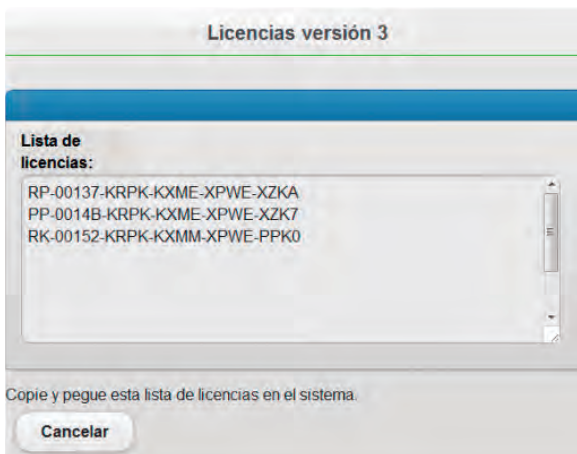 Licencias versión 3
Lista de
licencias:
RP-00137-KRPK-KXME-XPWE-XZKA
PP-0014B-KRPK-KXME-XPWE-XZK7
RK-00152-KRPK-KXMM-XPWE-PPK0
Copie y pegue esta lista de licencias en el sistema.
Cancelar